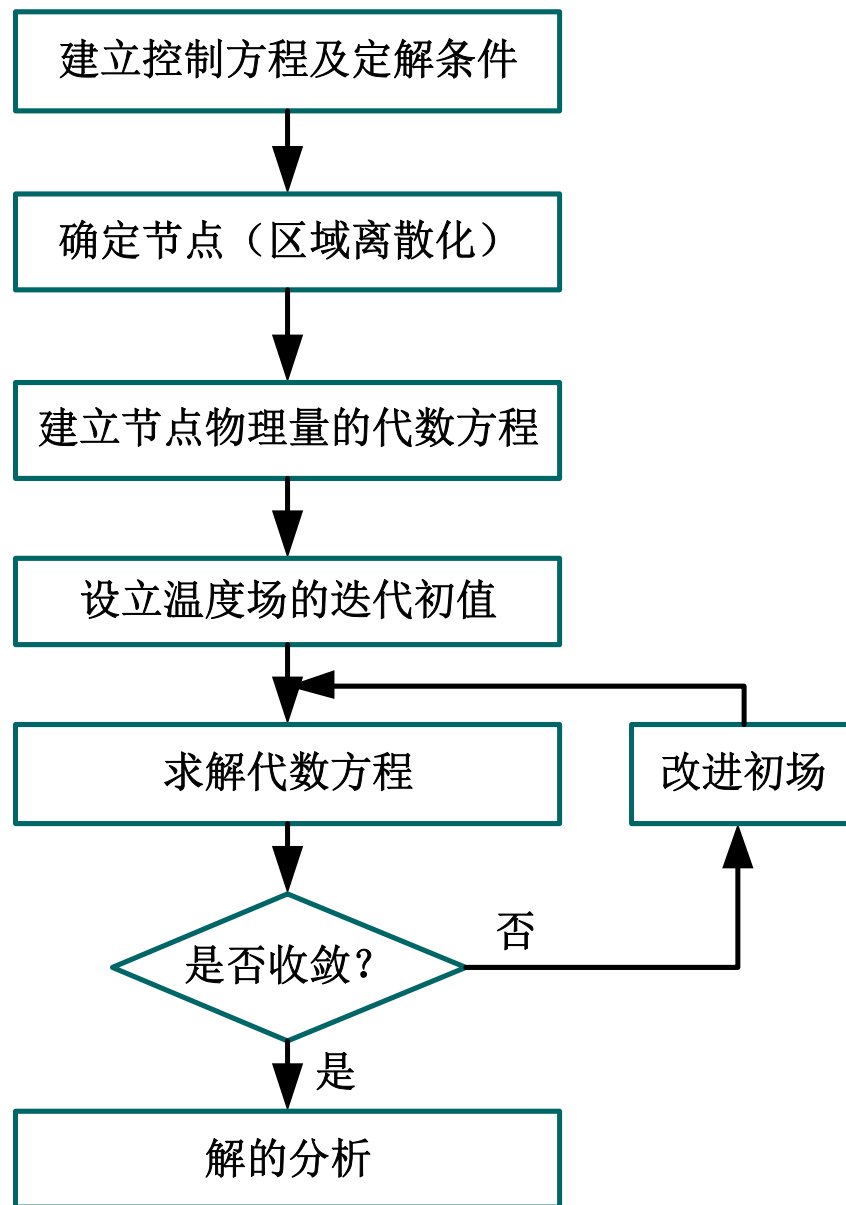 建立控制方程及定解条件
确定节点（区域离散化）
建立节点物理量的代数方程
设立温度场的迭代初值
求解代数方程
改进初场
是否收敛？
否
是
解的分析